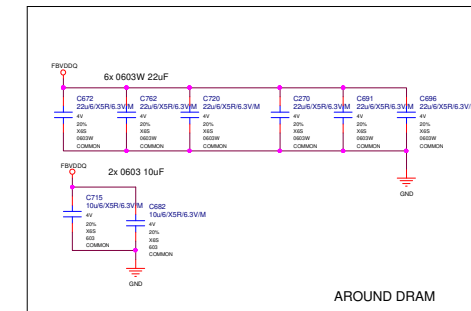 FBVDDQ
6x 0603W 22uF
C672
22u/6/X5R/6.3V/M
4V
20%
X6S
0603W
COMMON
C762
22u/6/X5R/6.3V/M
4V
20%
X6S
0603W
COMMON
C720
22u/6/X5R/6.3V/M
4V
20%
X6S
0603W
COMMON
C270
22u/6/X5R/6.3V/M
4V
20%
X6S
0603W
COMMON
C691
22u/6/X5R/6.3V/M
4V
20%
X6S
0603W
COMMON
C696
22u/6/X5R/6.3V/
4V
20%
X6S
0603W
COMMON
GND
FBVDDQ
2x 0603 10uF
C715
10u/6/X5R/6.3V/M
4V
20%
X6S
603
COMMON
C682
10u/6/X5R/6.3V/M
4V
20%
X6S
603
COMMON
GND
AROUND DRAM